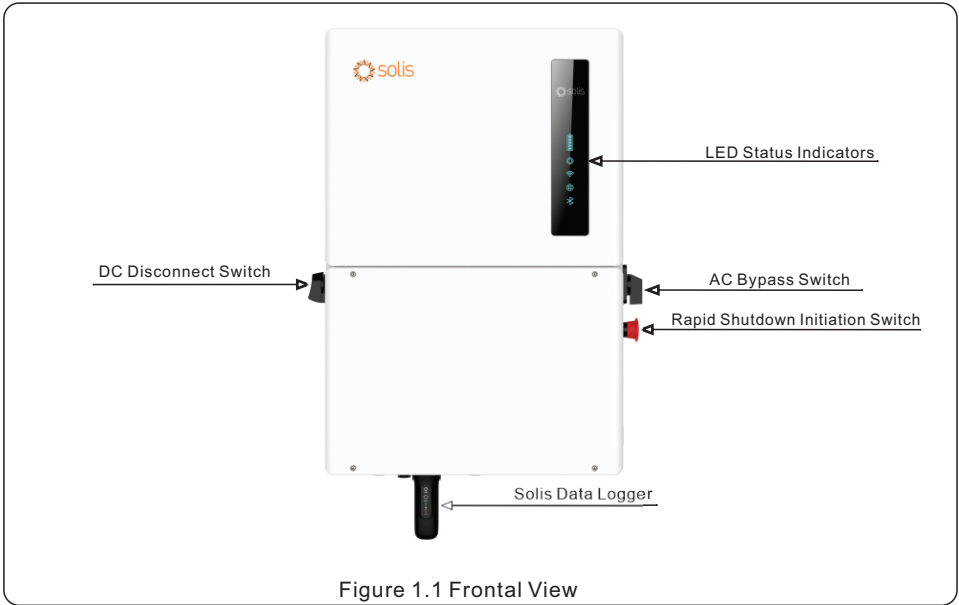 solis
solis
LED Status Indicators
DC Disconnect Switch
AC Bypass Switch
Rapid Shutdown Initiation Switch
Solis Data Logger
Figure 1.1 Frontal View